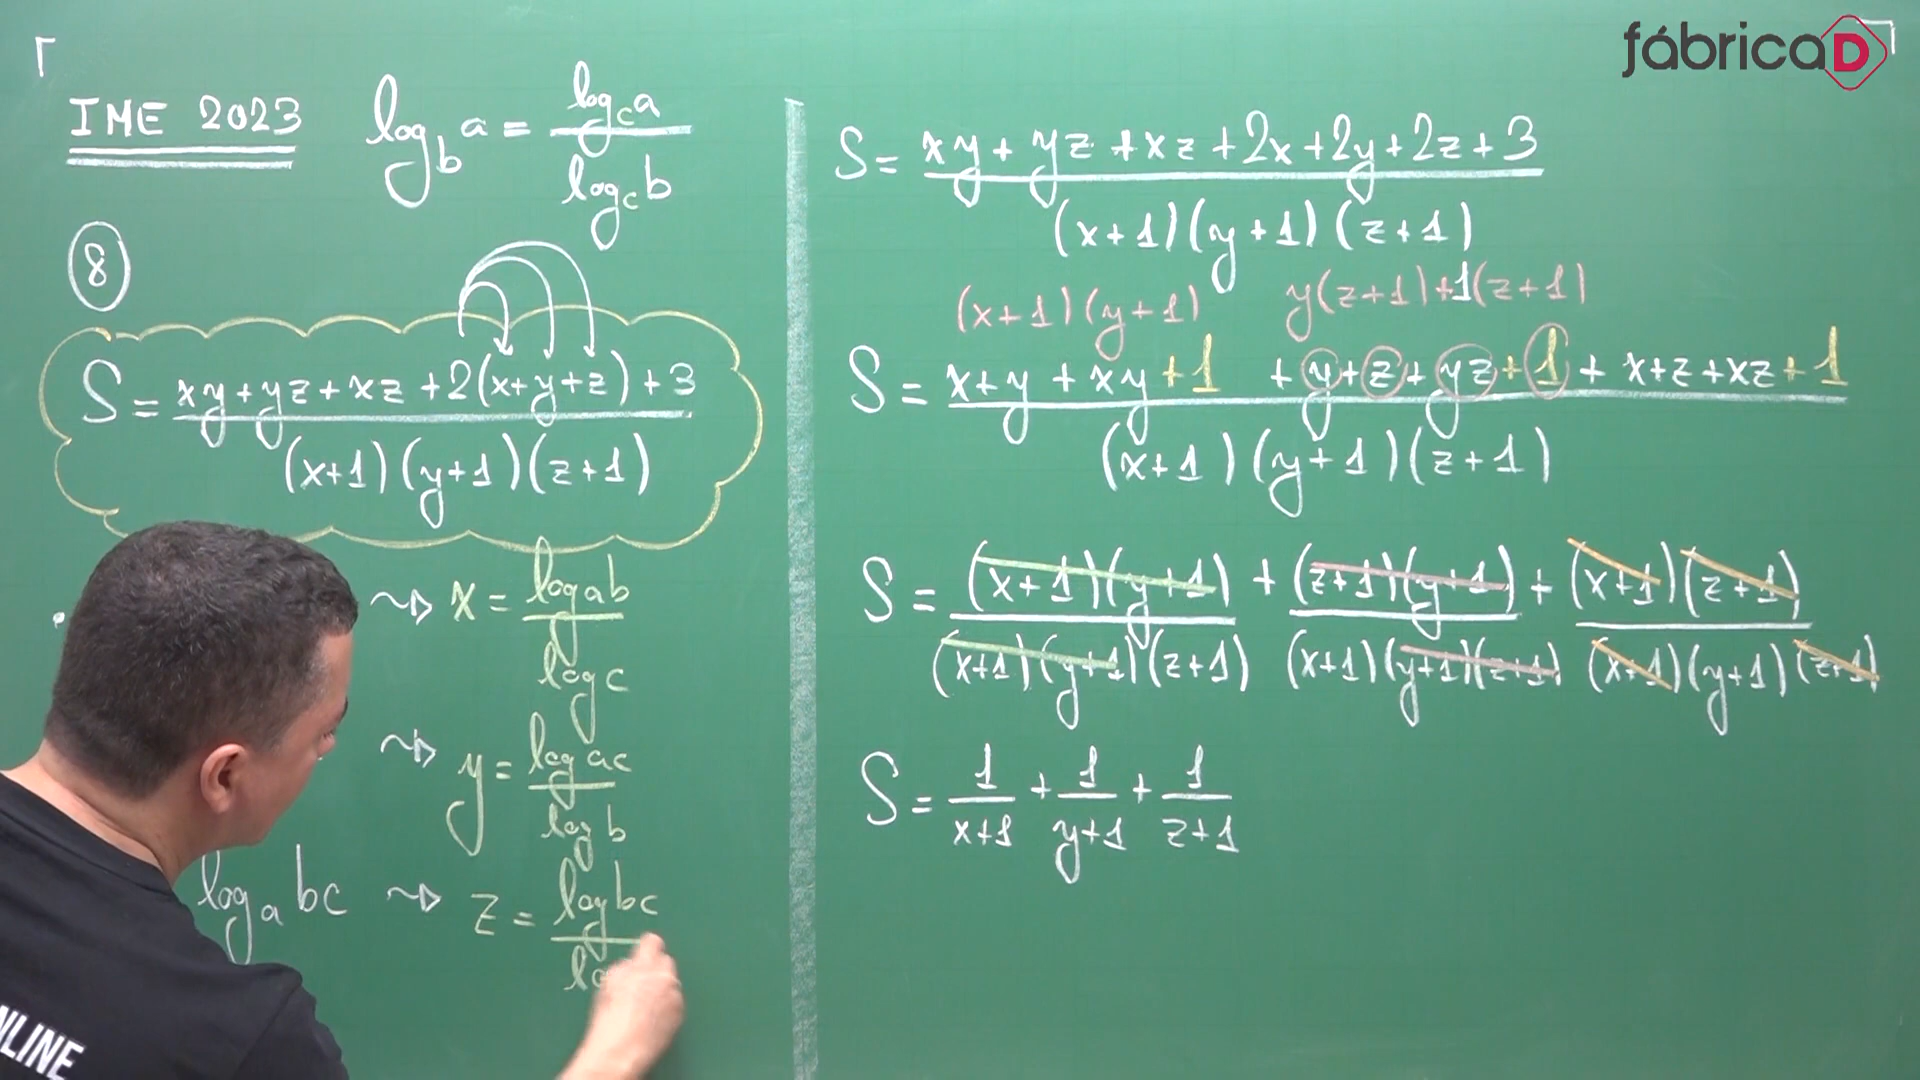 fábricaD
IME 2023
log_b a = log_c a / log_c b
8
S = xy+yz+xz+2(x+y+z)+3 / (x+1)(y+1)(z+1)
~> x = log ab / log c
~> y = log ac / log b
log_a bc ~> z = log bc
S = xy+yz+xz+2x+2y+2z+3 / (x+1)(y+1)(z+1)
(x+1)(y+1) y(z+1)+1(z+1)
S = x+y+xy+1 +y+z+yz+1+x+z+xz+1 / (x+1)(y+1)(z+1)
S = (x+1)(y+1) / (x+1)(y+1)(z+1) + (z+1)(y+1) / (x+1)(y+1)(z+1) + (x+1)(z+1) / (x+1)(y+1)(z+1)
S = 1 / x+1 + 1 / y+1 + 1 / z+1
NLINE